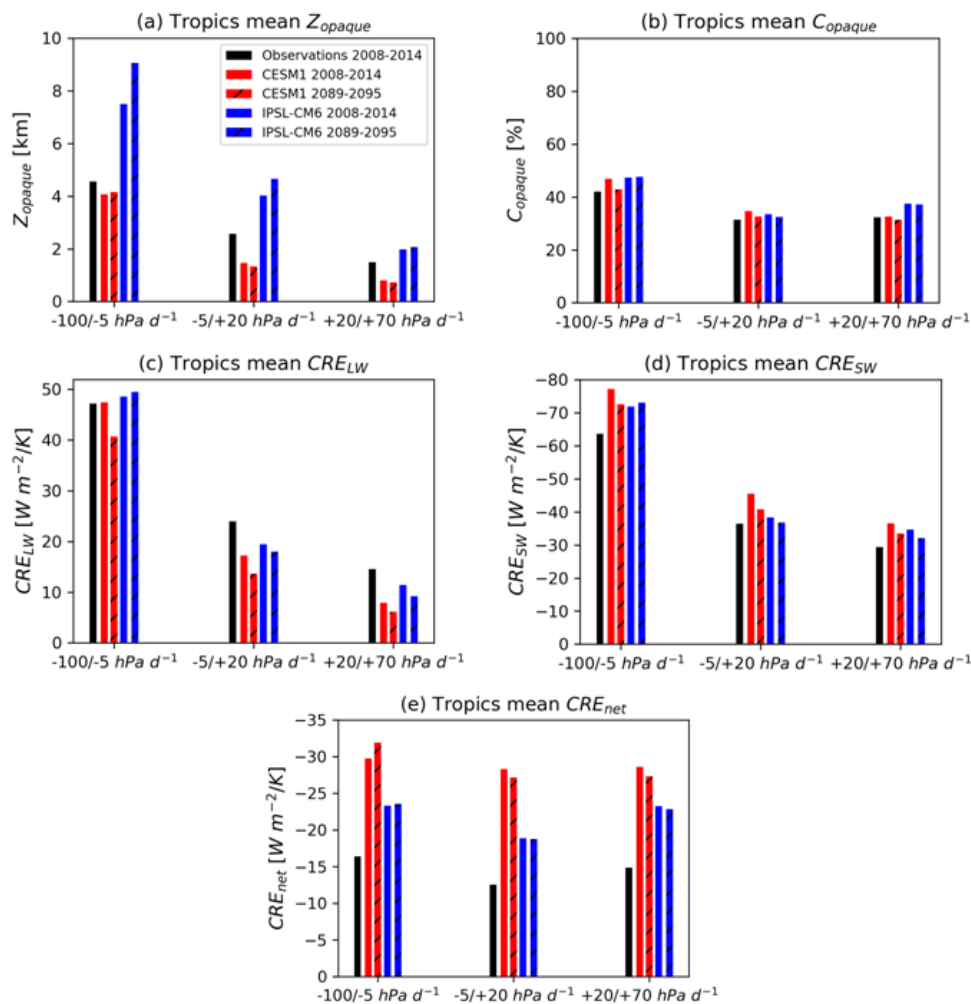 (a) Tropics mean Z_opaque
Z_opaque [km]
10
8
6
4
2
0
Observations 2008-2014
CESM1 2008-2014
CESM1 2089-2095
IPSL-CM6 2008-2014
IPSL-CM6 2089-2095
-100/-5 hPa d⁻¹ -5/+20 hPa d⁻¹ +20/+70 hPa d⁻¹
(b) Tropics mean C_opaque
C_opaque [%]
100
80
60
40
20
0
-100/-5 hPa d⁻¹ -5/+20 hPa d⁻¹ +20/+70 hPa d⁻¹
(c) Tropics mean CRE_LW
CRE_LW [W m⁻²/K]
50
40
30
20
10
0
-100/-5 hPa d⁻¹ -5/+20 hPa d⁻¹ +20/+70 hPa d⁻¹
(d) Tropics mean CRE_SW
CRE_SW [W m⁻²/K]
−80
−70
−60
−50
−40
−30
−20
−10
0
-100/-5 hPa d⁻¹ -5/+20 hPa d⁻¹ +20/+70 hPa d⁻¹
(e) Tropics mean CRE_net
CRE_net [W m⁻²/K]
−35
−30
−25
−20
−15
−10
−5
0
-100/-5 hPa d⁻¹ -5/+20 hPa d⁻¹ +20/+70 hPa d⁻¹